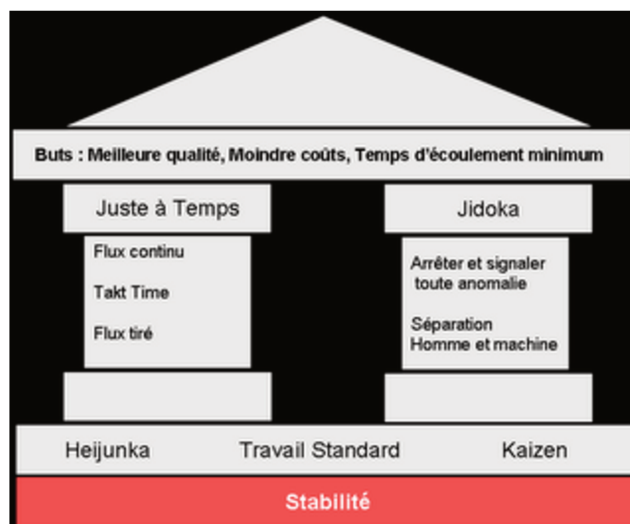 Buts : Meilleure qualité, Moindre coûts, Temps d'écoulement minimum
Juste à Temps
Flux continu
Takt Time
Flux tiré
Jidoka
Arrêter et signaler
toute anomalie
Séparation
Homme et machine
Heijunka Travail Standard Kaizen
Stabilité